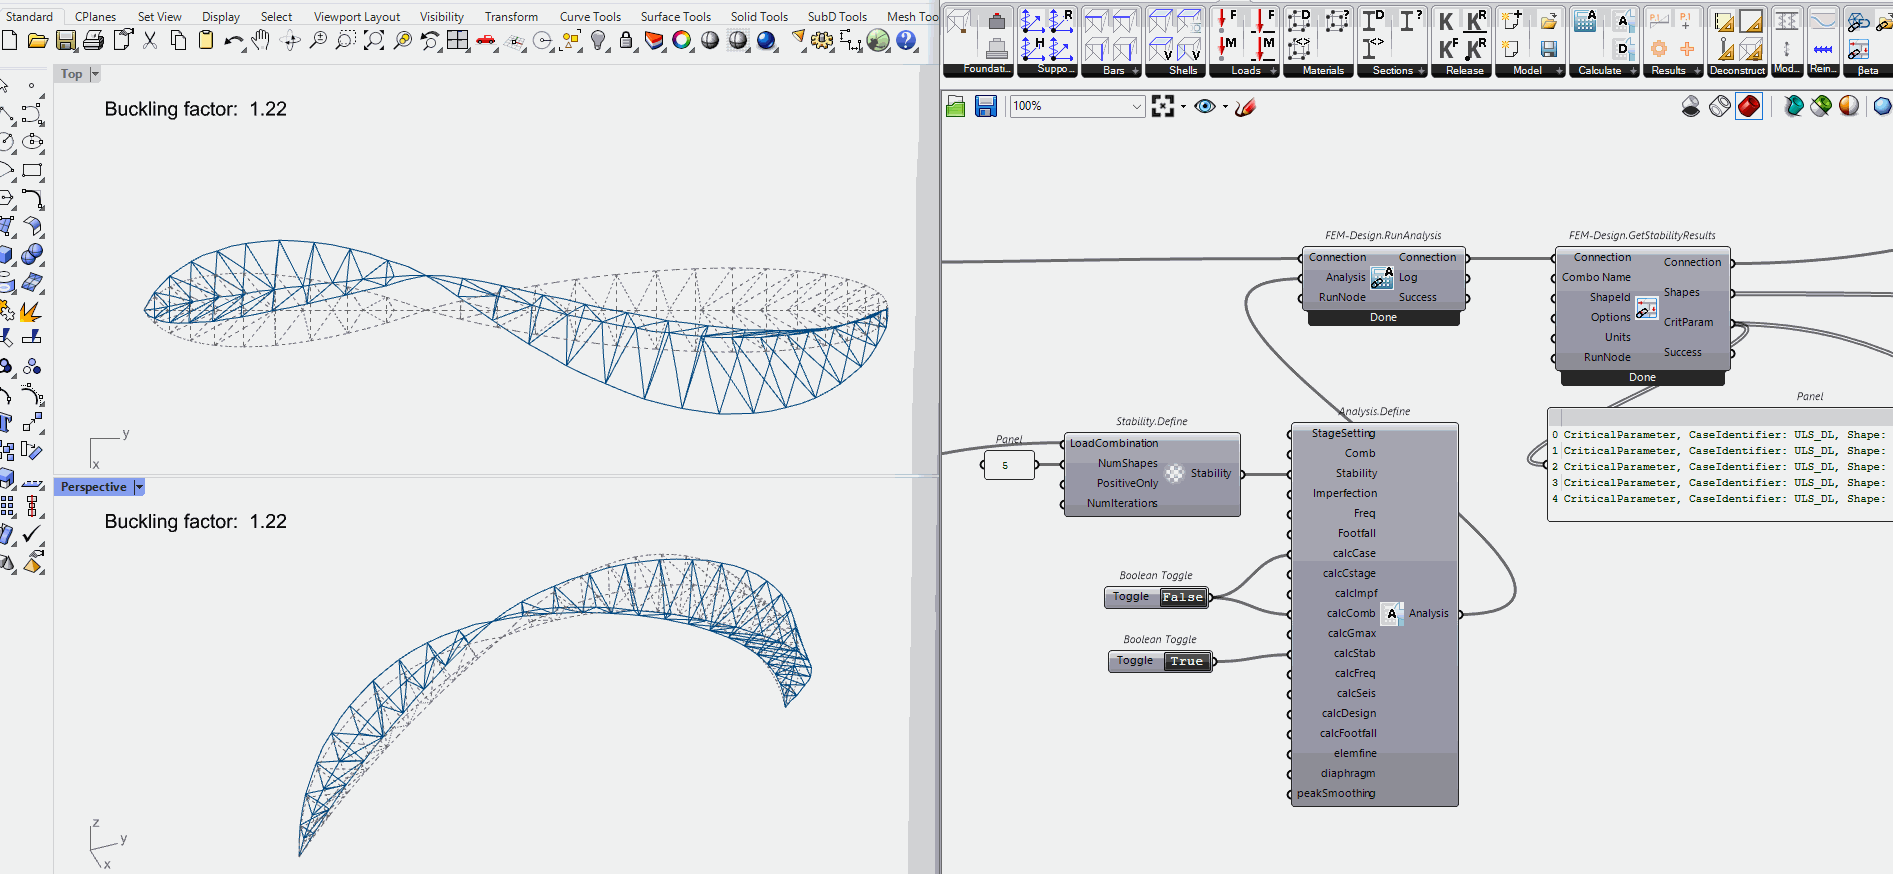 Standard CPlanes Set View Display Select Viewport Layout Visibility Transform Curve Tools Surface Tools Solid Tools SubD Tools Mesh Too
Top
Buckling factor: 1.22
y
x
Perspective
Buckling factor: 1.22
z
y
x
Foundati... Suppo... Bars Shells Loads Materials Sections Release Model Calculate Results Deconstruct Mod... Rein... βeta
100%
FEM-Design.RunAnalysis
Connection Connection
Analysis Log
RunNode Success
Done
FEM-Design.GetStabilityResults
Connection
Combo Name
ShapeId
Options
Units
RunNode
Connection
Shapes
CritParam
Success
Done
Panel
0 CriticalParameter, CaseIdentifier: ULS_DL, Shape:
1 CriticalParameter, CaseIdentifier: ULS_DL, Shape:
2 CriticalParameter, CaseIdentifier: ULS_DL, Shape:
3 CriticalParameter, CaseIdentifier: ULS_DL, Shape:
4 CriticalParameter, CaseIdentifier: ULS_DL, Shape:
Panel
5
Stability.Define
LoadCombination
NumShapes
PositiveOnly
NumIterations
Stability
Boolean Toggle
Toggle False
Boolean Toggle
Toggle True
Analysis.Define
StageSetting
Comb
Stability
Imperfection
Freq
Footfall
calcCase
calcCstage
calcImpf
calcComb
calcGmax
calcStab
calcFreq
calcSeis
calcDesign
calcFootfall
elemfine
diaphragm
peakSmoothing
Analysis